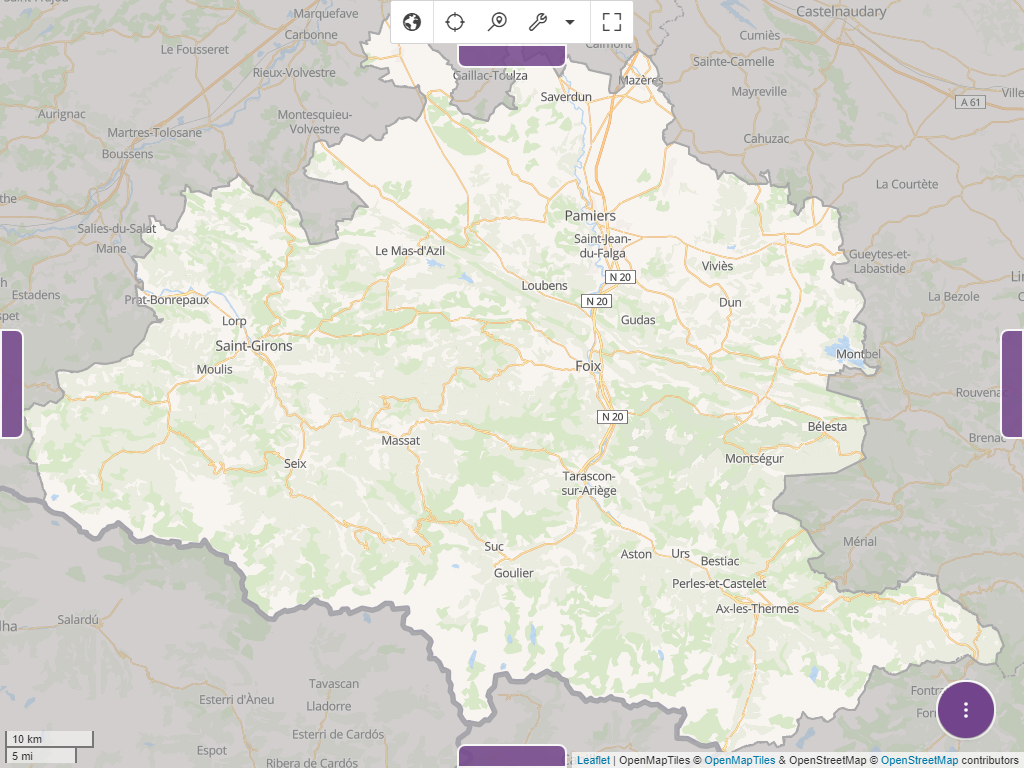 Marquefave
Castelnaudary
Carbonne
Cumiès
Le Fousseret
Calmont
Sainte-Camelle
Rieux-Volvestre
Gaillac-Toulza
Mazères
Mayreville
Saverdun
A 61
Aurignac
Montesquieu-
Volvestre
Martres-Tolosane
Cahuzac
Boussens
La Courtète
Pamiers
Salies-du-Salat
Mane
Le Mas-d'Azil
Saint-Jean-
du-Falga
Gueytes-et-
Labastide
Viviès
N 20
Loubens
Estadens
Prat-Bonrepaux
N 20
Dun
La Bezole
Lorp
Gudas
Saint-Girons
Montbel
Moulis
Foix
N 20
Bélesta
Massat
Seix
Montségur
Tarascon-
sur-Ariège
Mérial
Suc
Aston
Urs
Bestiac
Goulier
Perles-et-Castelet
Ax-les-Thermes
Salardú
Tavascan
Esterri d'Àneu
Lladorre
Esterri de Cardós
10 km
Espot
5 mi
Ribera de Cardós
Leaflet | OpenMapTiles © OpenMapTiles & OpenStreetMap © OpenStreetMap contributors